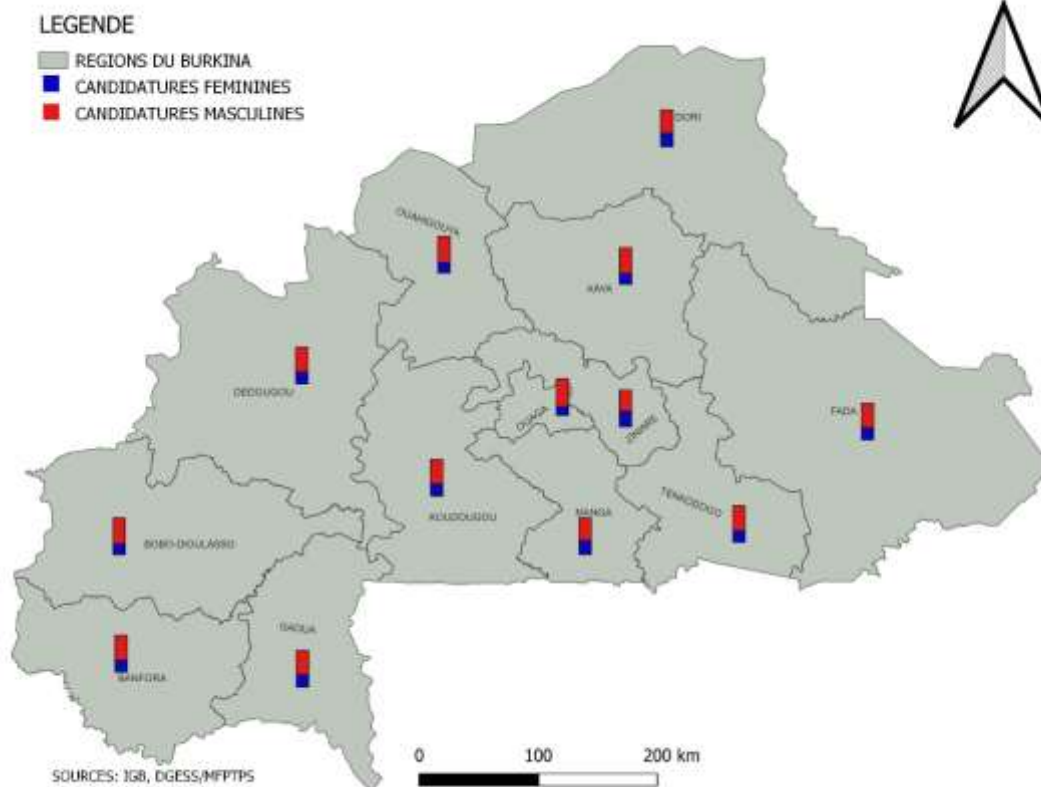 LEGENDE
REGIONS DU BURKINA
CANDIDATURES FEMININES
CANDIDATURES MASCULINES
DORI
OUAHIGOUYA
KAYA
DEDOUGOU
OUAGA
ZINIARE
FADA
TENKODOGO
KOUDOUGOU
MANGA
BOBO-DIOULASSO
GAOUA
BANFORA
0 100 200 km
SOURCES: IGB, DGESS/MFPTPS